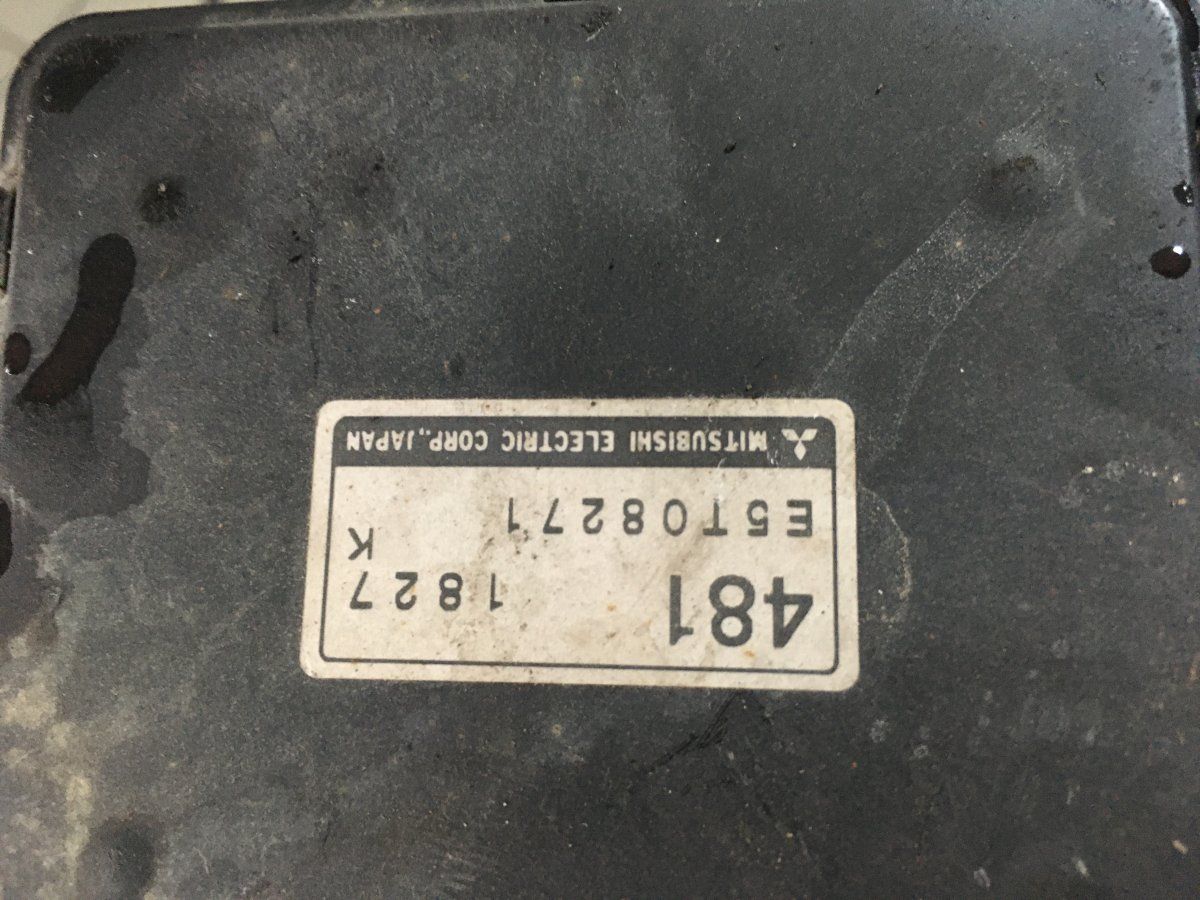 481 1827
K
E5T08271
MITSUBISHI ELECTRIC CORP., JAPAN